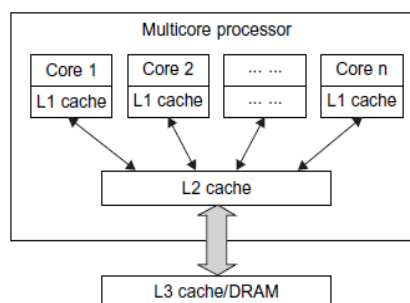 Multicore processor
Core 1 Core 2 ... ... Core n
L1 cache L1 cache ... ... L1 cache
L2 cache
L3 cache/DRAM